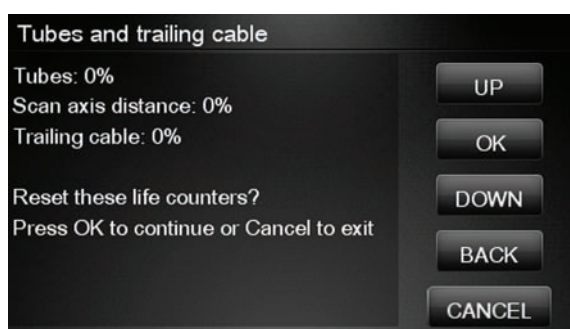 Tubes and trailing cable
Tubes: 0%
Scan axis distance: 0%
Trailing cable: 0%
Reset these life counters?
Press OK to continue or Cancel to exit
UP
OK
DOWN
BACK
CANCEL